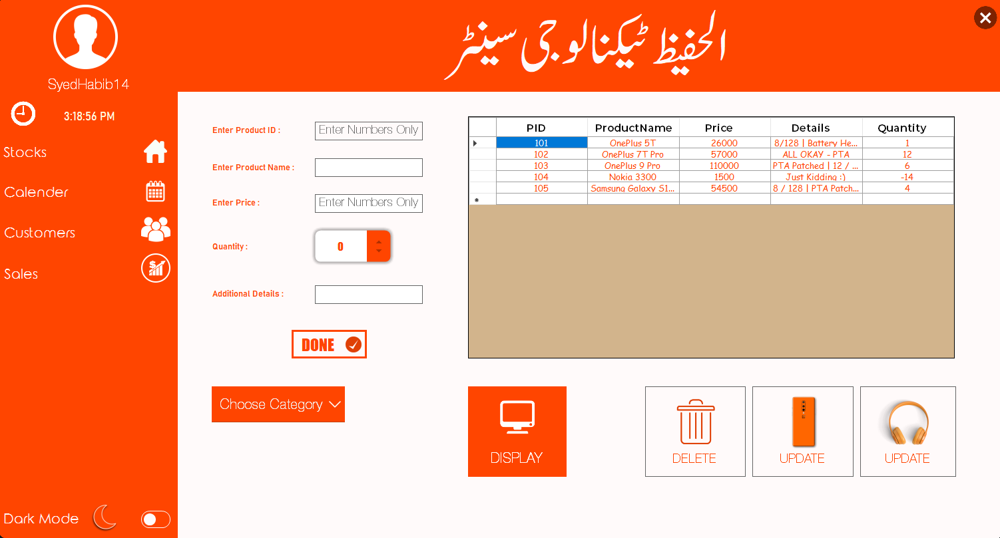 الحفیظ ٹیکنالوجی سینٹر
SyedHabib14
3:18:56 PM
Stocks
Calender
Customers
Sales
Dark Mode
Enter Product ID :
Enter Numbers Only
Enter Product Name :
Enter Price :
Enter Numbers Only
Quantity :
0
Additional Details :
DONE
Choose Category
PID ProductName Price Details Quantity
101 OnePlus 5T 26000 8/128 | Battery He... 1
102 OnePlus 7T Pro 57000 ALL OKAY - PTA 12
103 OnePlus 9 Pro 110000 PTA Patched | 12 / ... 6
104 Nokia 3300 1500 Just Kidding :) -14
105 Samsung Galaxy S1... 54500 8 / 128 | PTA Patch... 4
DISPLAY
DELETE
UPDATE
UPDATE